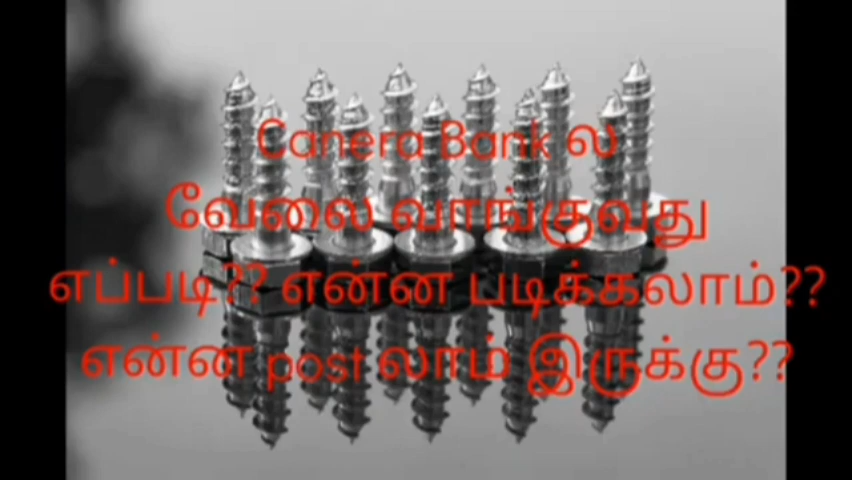 Canera Bank ல
வேலை வாங்குவது
எப்படி?? என்ன படிக்கலாம்??
என்ன post லாம் இருக்கு??